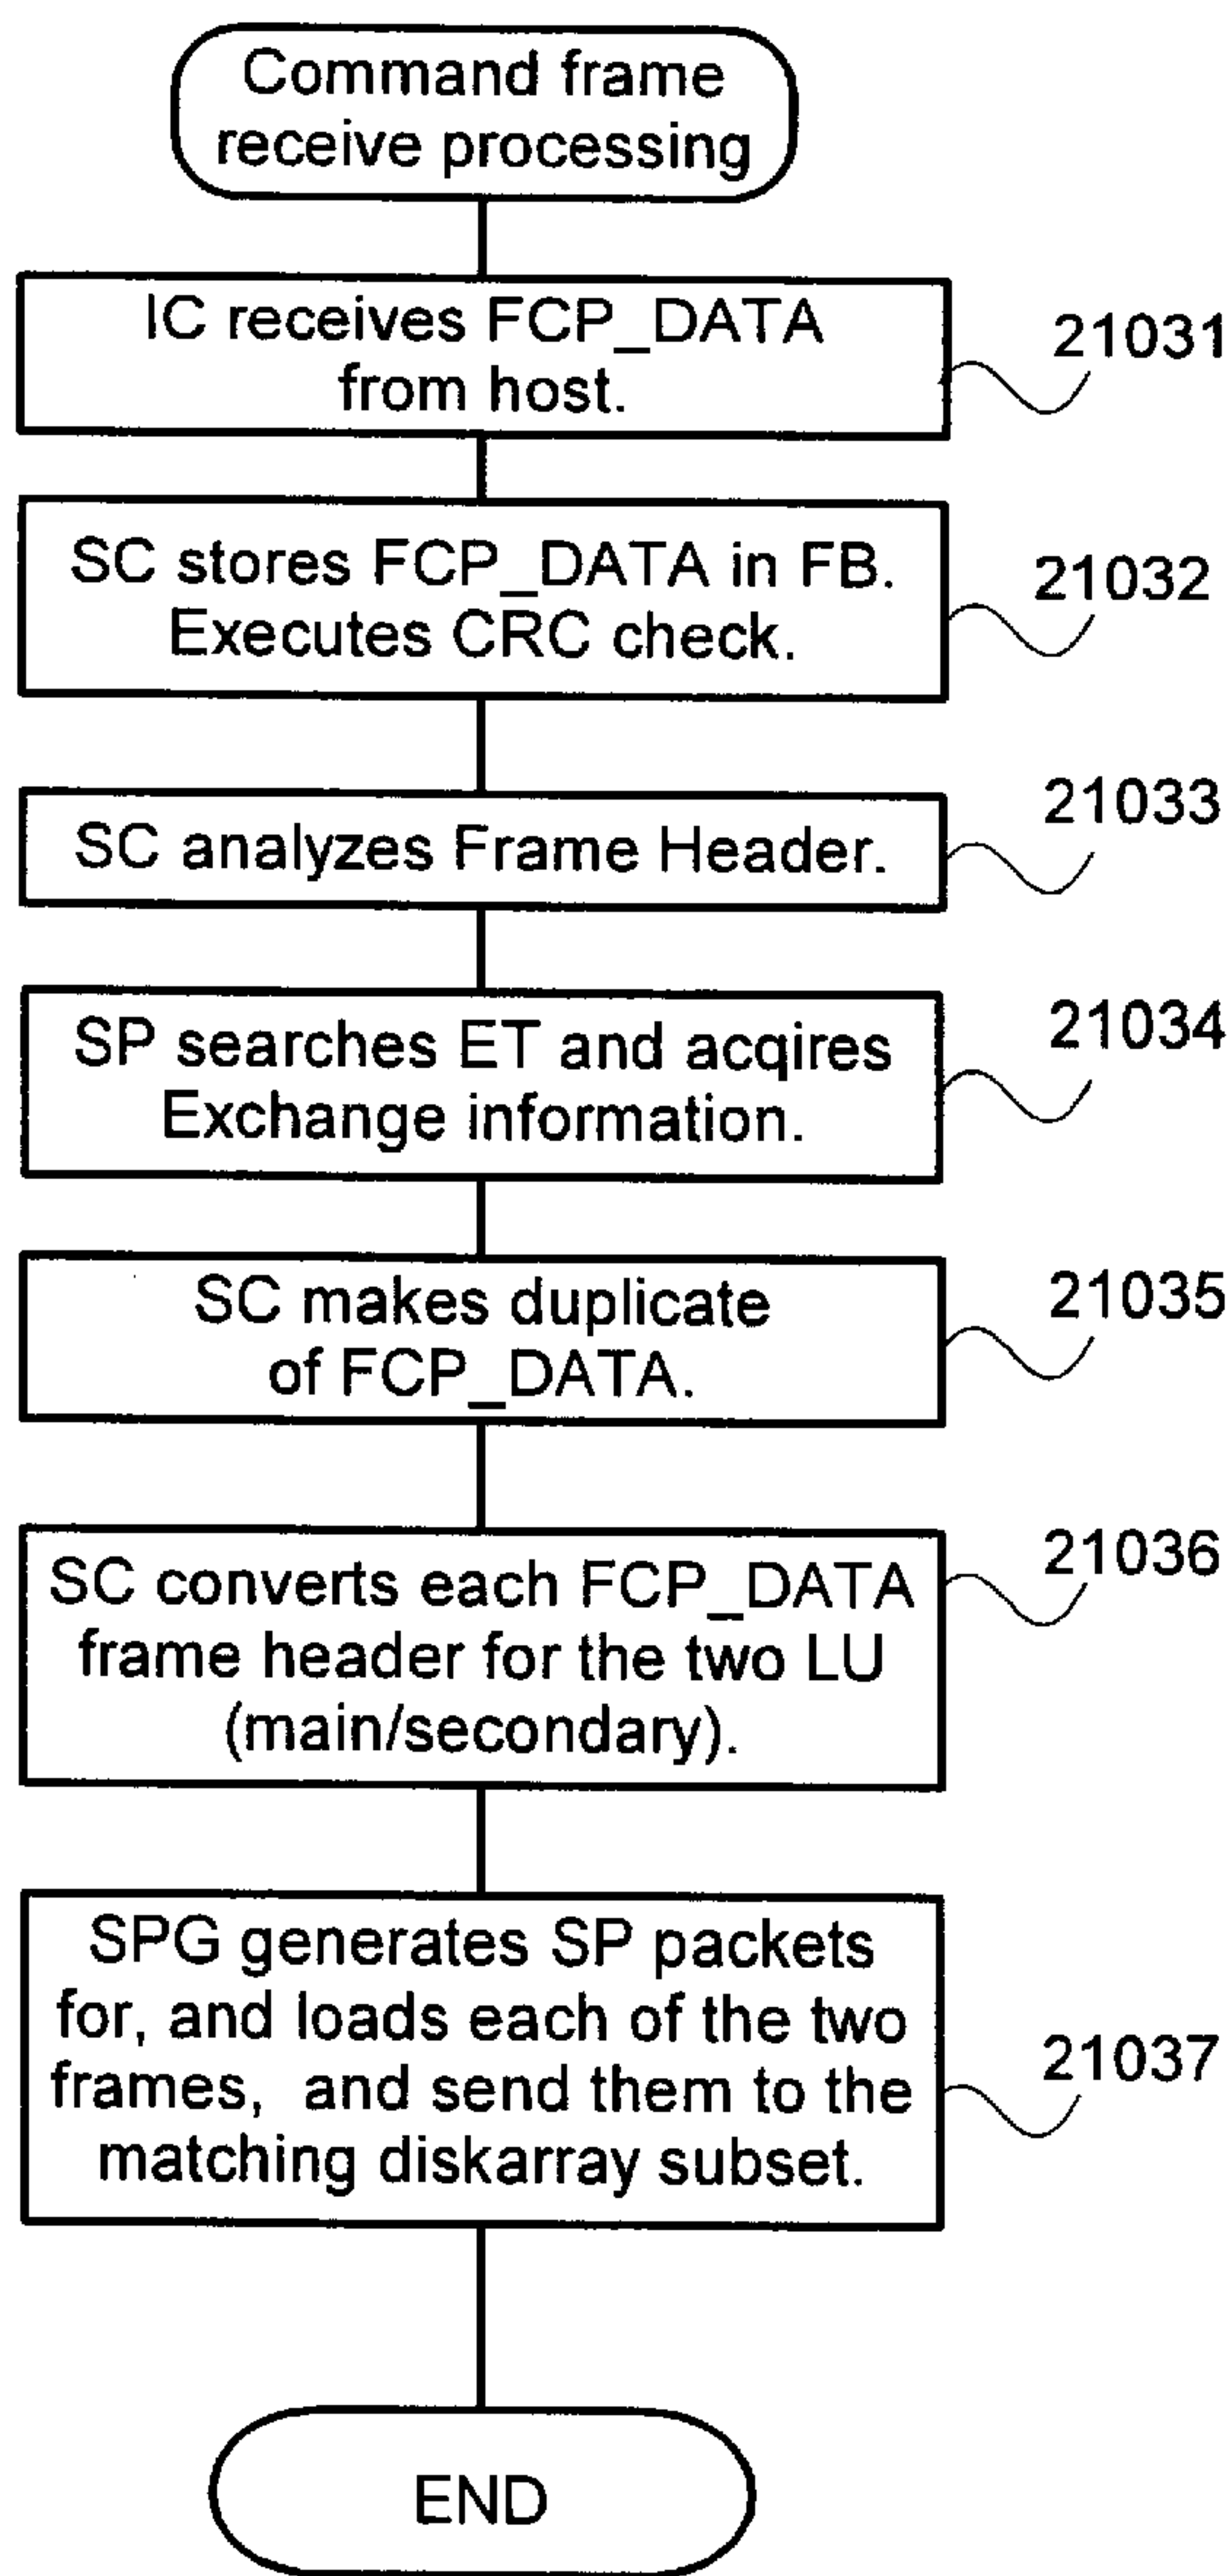 Command frame
receive processing
IC receives FCP_DATA
from host.
21031
SC stores FCP_DATA in FB.
Executes CRC check.
21032
SC analyzes Frame Header.
21033
SP searches ET and acqires
Exchange information.
21034
SC makes duplicate
of FCP_DATA.
21035
SC converts each FCP_DATA
frame header for the two LU
(main/secondary).
21036
SPG generates SP packets
for, and loads each of the two
frames, and send them to the
matching diskarray subset.
21037
END